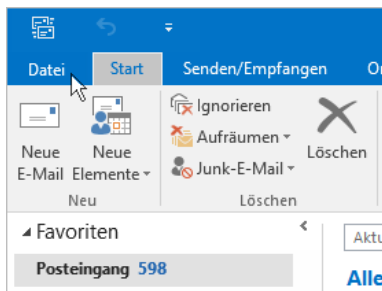 Datei Start Senden/Empfangen
Ignorieren
Aufräumen
Junk-E-Mail
Neue E-Mail
Neue Elemente
Löschen
Neu
Löschen
Favoriten
Posteingang 598